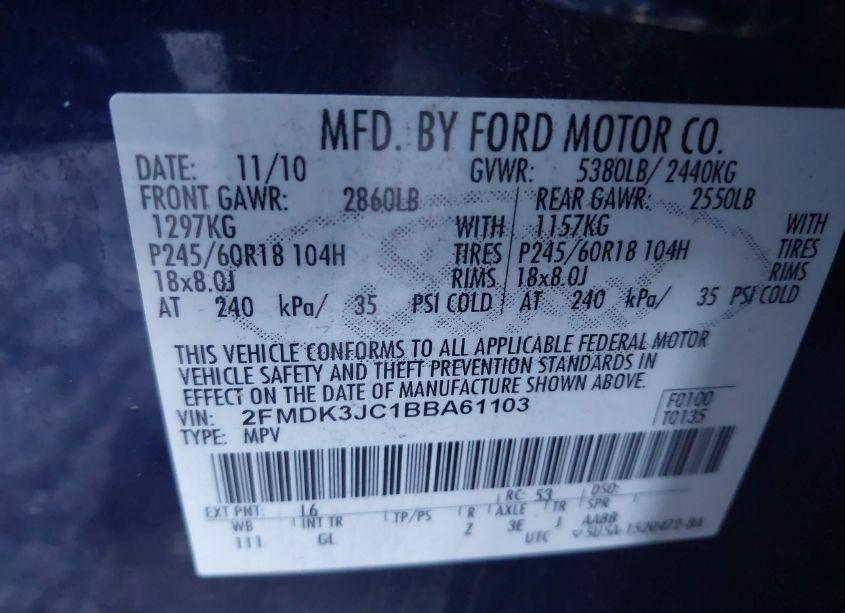 MFD. BY FORD MOTOR CO.
DATE: 11/10 GVWR: 5380LB/ 2440KG
FRONT GAWR: 2860LB REAR GAWR: 2550LB
1297KG WITH 1157KG WITH
P245/60R18 104H TIRES P245/60R18 104H TIRES
18x8.0J RIMS 18x8.0J RIMS
AT 240 kPa/ 35 PSI COLD AT 240 kPa/ 35 PSI COLD
THIS VEHICLE CONFORMS TO ALL APPLICABLE FEDERAL MOTOR
VEHICLE SAFETY AND THEFT PREVENTION STANDARDS IN
EFFECT ON THE DATE OF MANUFACTURE SHOWN ABOVE.
VIN: 2FMDK3JC1BBA61103 F0100
TYPE: MPV T0135
EXT PNT: L6 RC: 53 DSO:
WB INT TR TP/PS R AXLE TR SPR
111 GL Z 3E J AABB
UTC